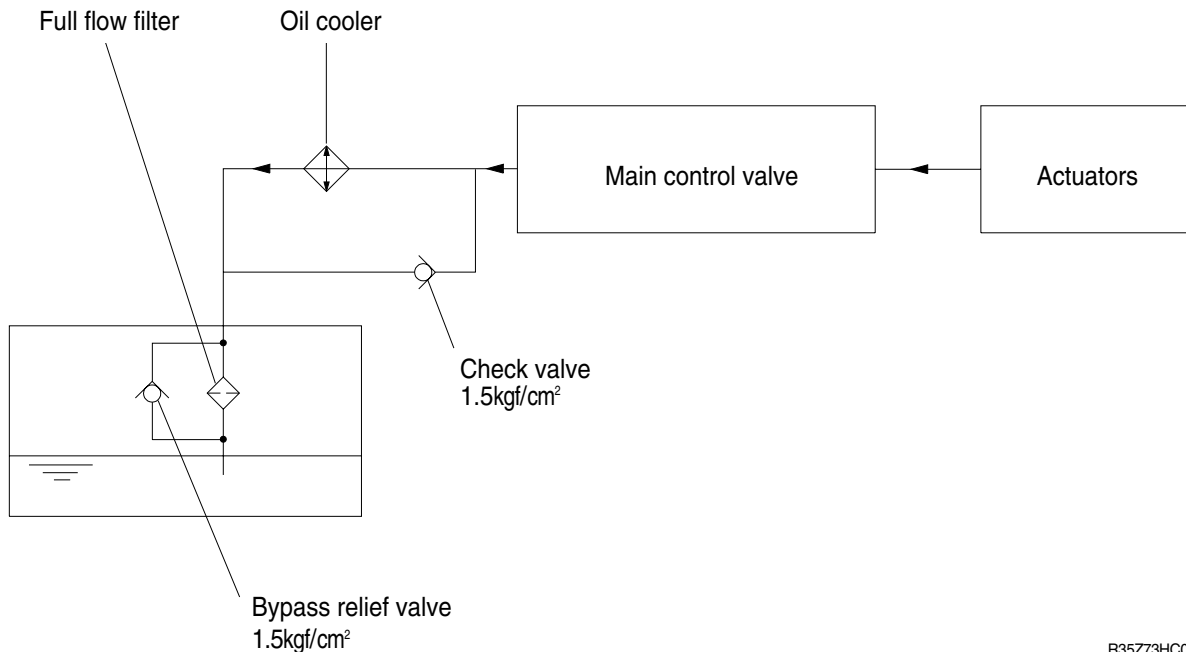 Full flow filter
Oil cooler
Main control valve
Actuators
Check valve
1.5kgf/cm²
Bypass relief valve
1.5kgf/cm²